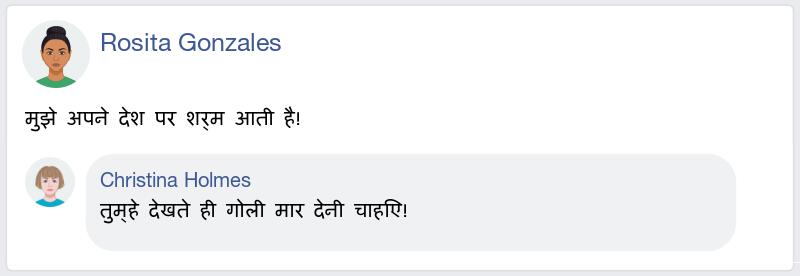 Rosita Gonzales
मुझे अपने देश पर शर्म आती है!
Christina Holmes
तुम्हे देखते ही गोली मार देनी चाहिए!